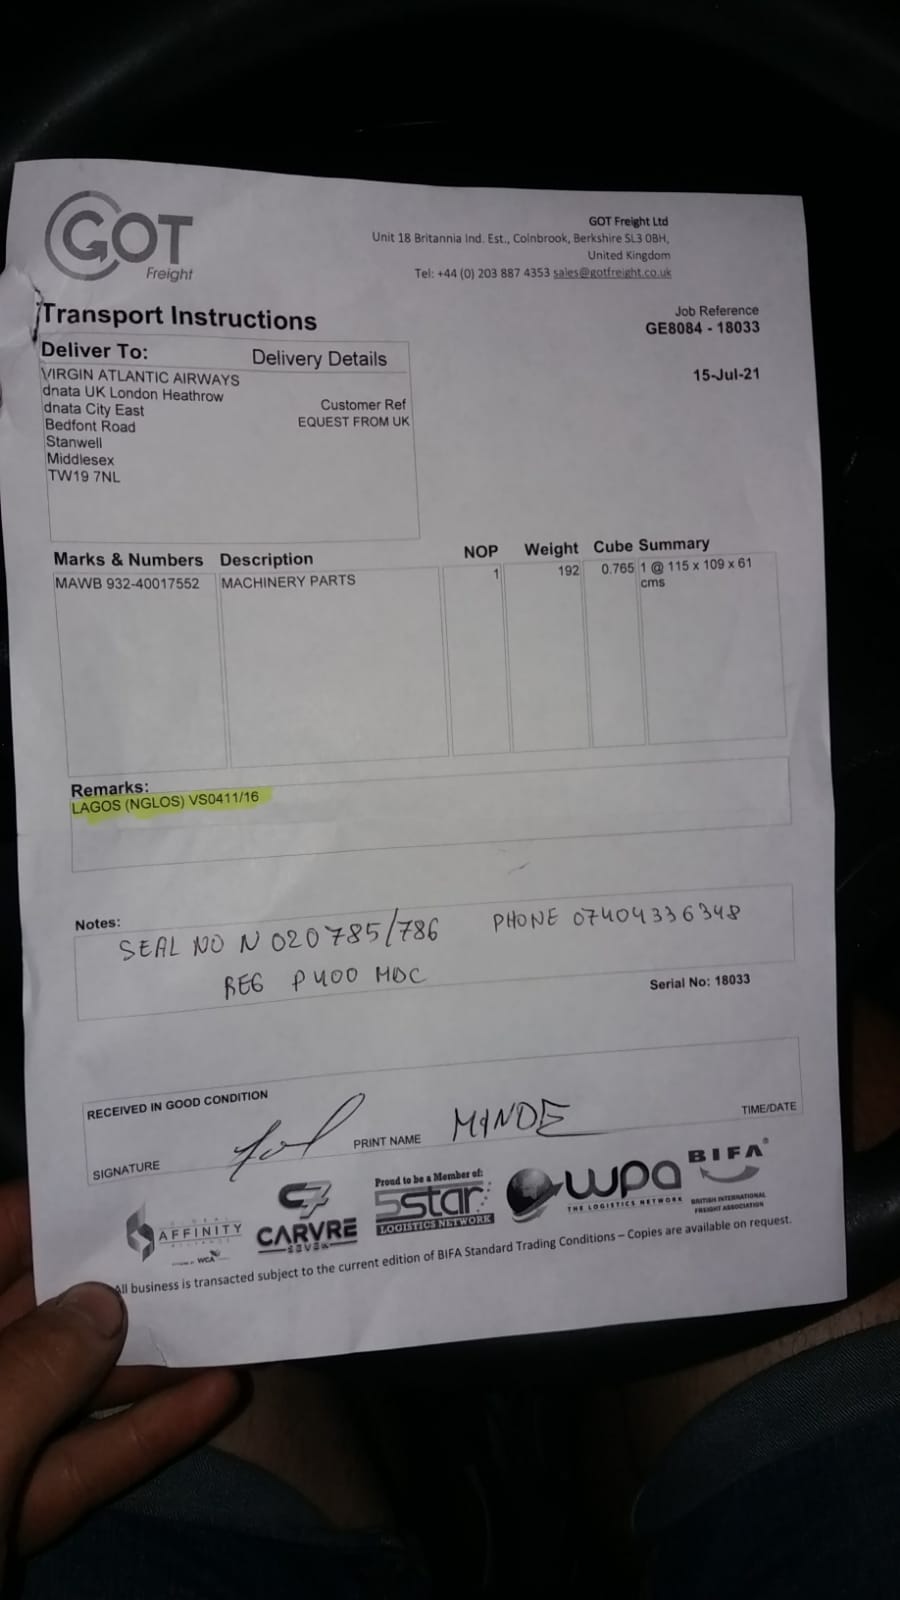 GOT
Freight
GOT Freight Ltd
Unit 18 Britannia Ind. Est., Colnbrook, Berkshire SL3 0BH,
United Kingdom
Tel: +44 (0) 203 887 4353 sales@gotfreight.co.uk
Transport Instructions
Job Reference
GE8084 - 18033
15-Jul-21
Deliver To:
Delivery Details
VIRGIN ATLANTIC AIRWAYS
dnata UK London Heathrow
dnata City East
Bedfont Road
Stanwell
Middlesex
TW19 7NL
Customer Ref
EQUEST FROM UK
Marks & Numbers Description NOP Weight Cube Summary
MAWB 932-40017552 MACHINERY PARTS 1 192 0.765 1 @ 115 x 109 x 61
cms
Remarks:
LAGOS (NGLOS) VS0411/16
Notes:
SEAL NO N 020785/786 PHONE 07404336348
REG P400 MDC
Serial No: 18033
RECEIVED IN GOOD CONDITION
SIGNATURE
PRINT NAME MINDE
TIME/DATE
AFFINITY
WCA
CARVRE
SEVEN
Proud to be a Member of:
5star
LOGISTICS NETWORK
wpa
THE LOGISTICS NETWORK
BIFA
BRITISH INTERNATIONAL
FREIGHT ASSOCIATION
All business is transacted subject to the current edition of BIFA Standard Trading Conditions – Copies are available on request.